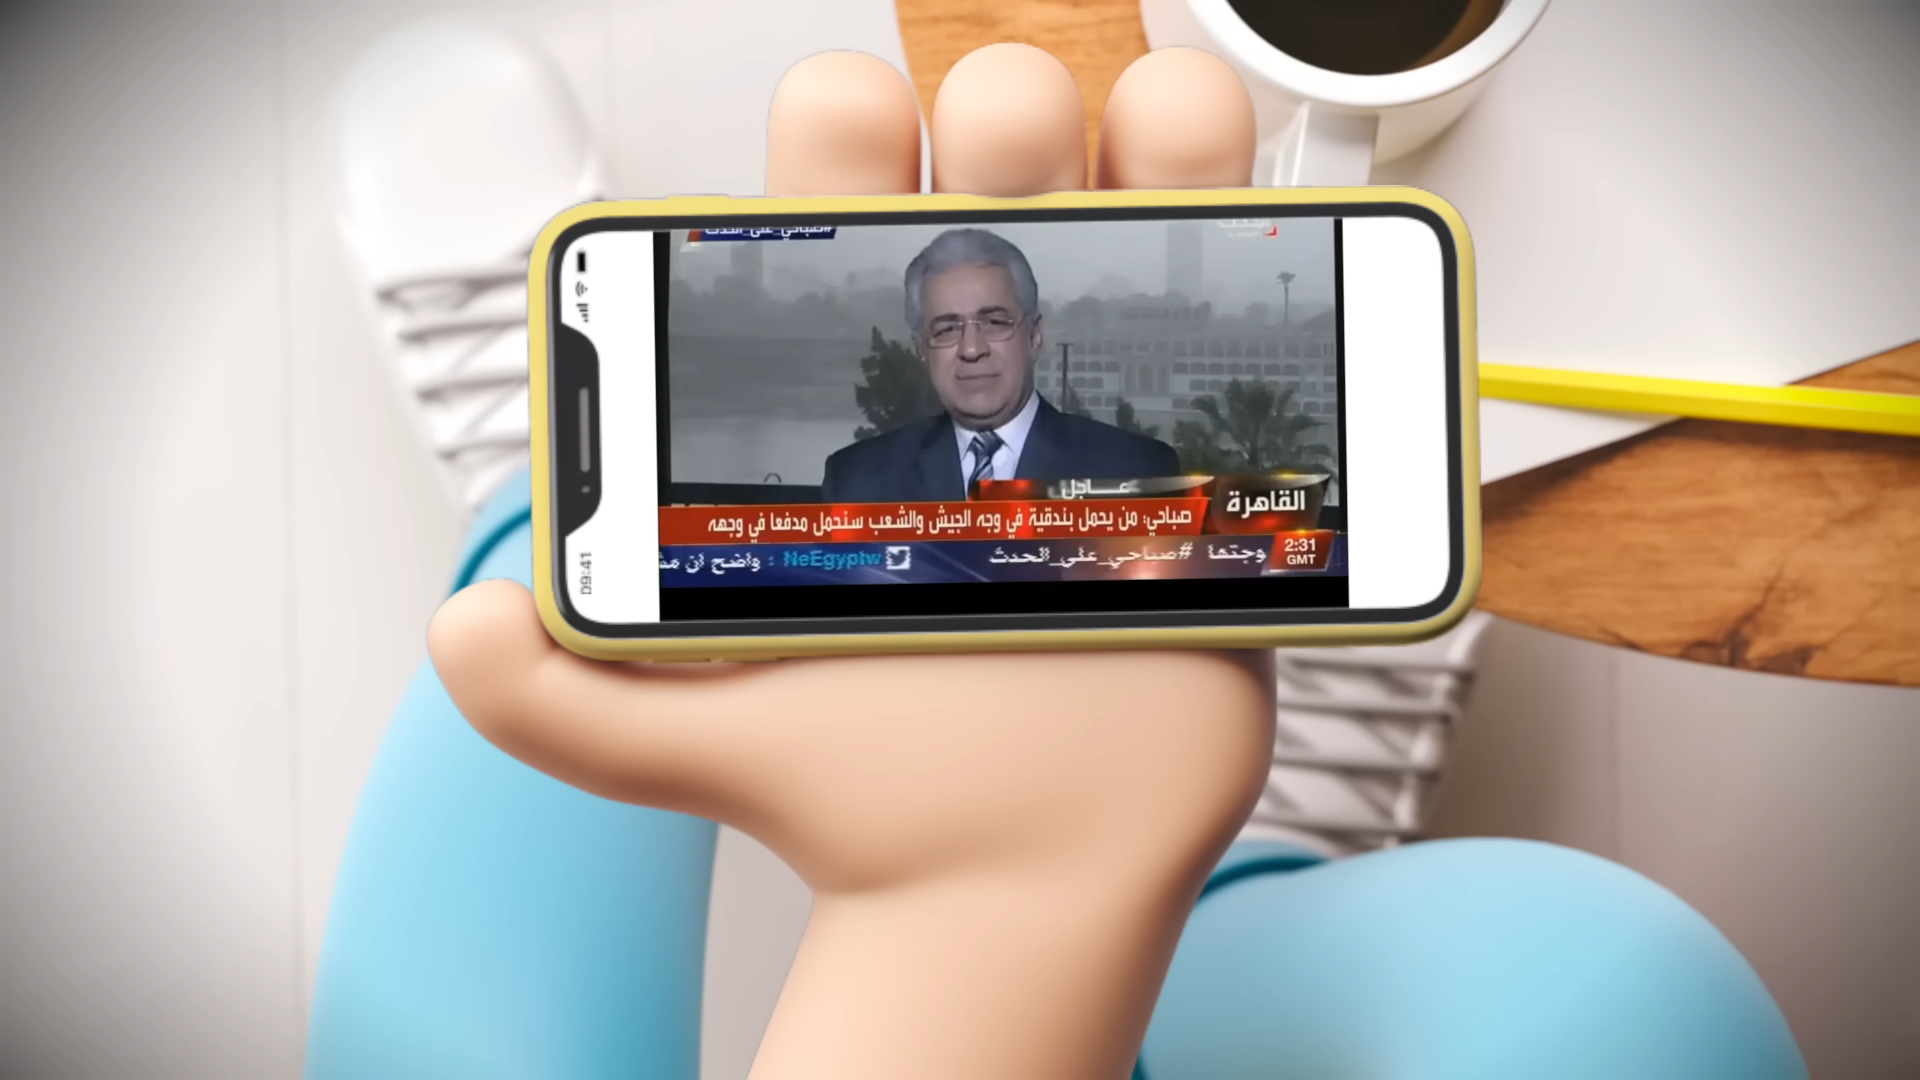 #صباحي_على_الحدث
عاجل
القاهرة
صباحي: من يحمل بندقية في وجه الجيش والشعب سنحمل مدفعا في وجهه
2:31
GMT
وجتها #صباحي_على_الحدث NeEgyptw : واضح ان
09:41